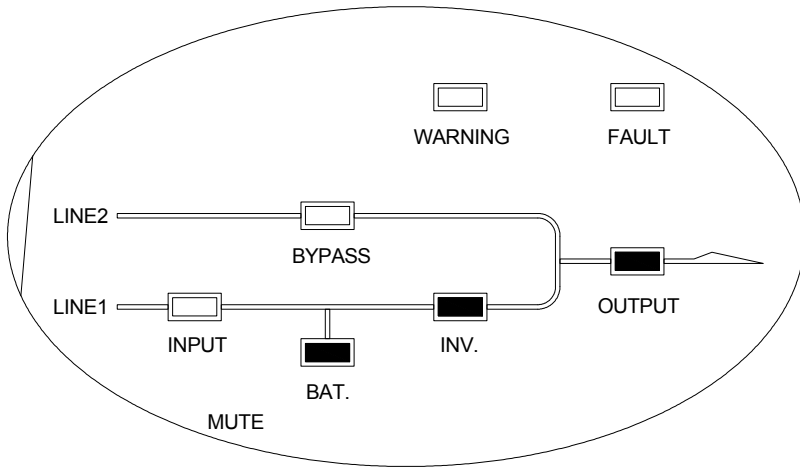 WARNING
FAULT
LINE2
BYPASS
LINE1
OUTPUT
INPUT
INV.
BAT.
MUTE